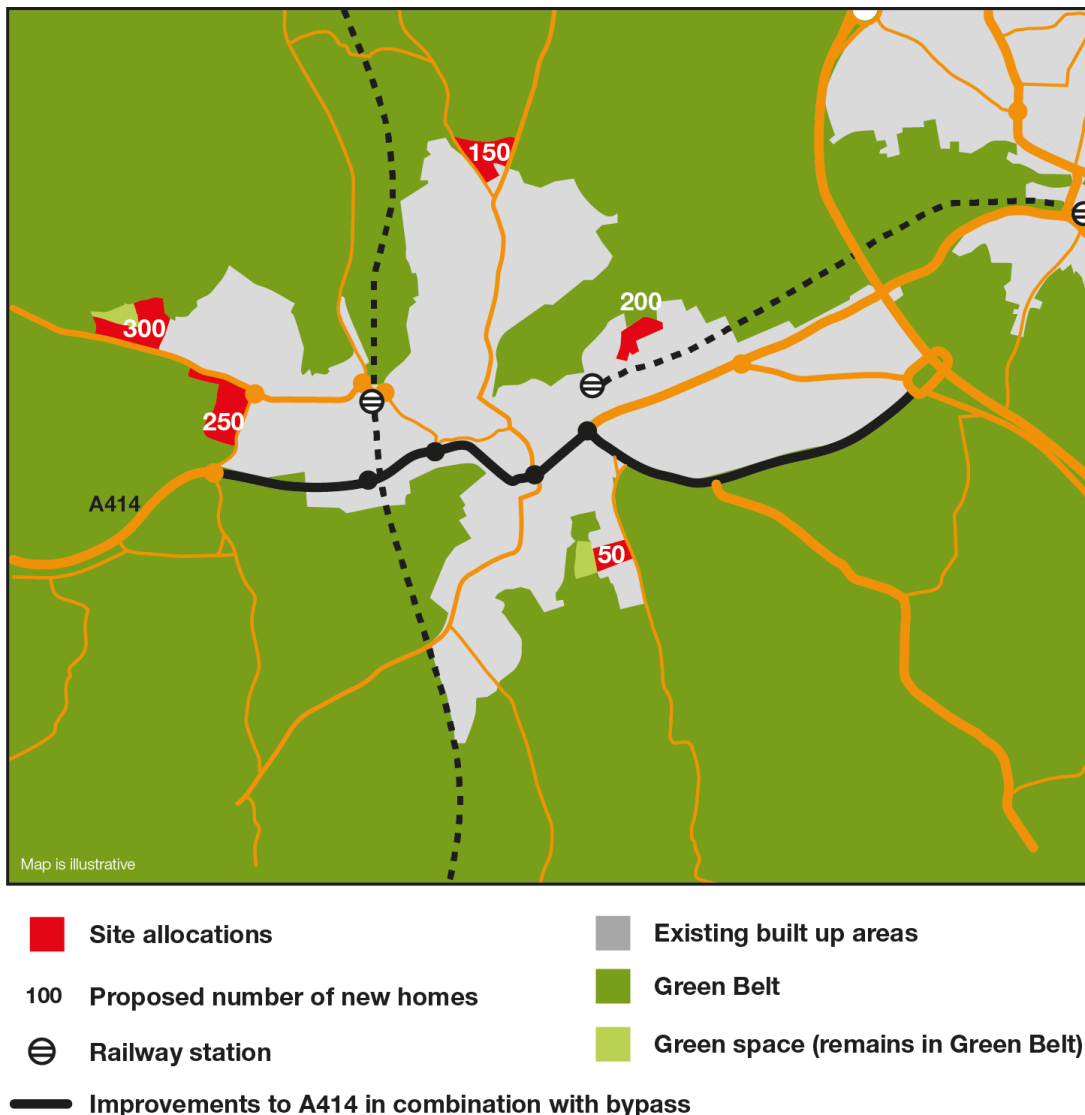 150
200
300
250
A414
50
Map is illustrative
Site allocations
Existing built up areas
100 Proposed number of new homes
Green Belt
Railway station
Green space (remains in Green Belt)
Improvements to A414 in combination with bypass